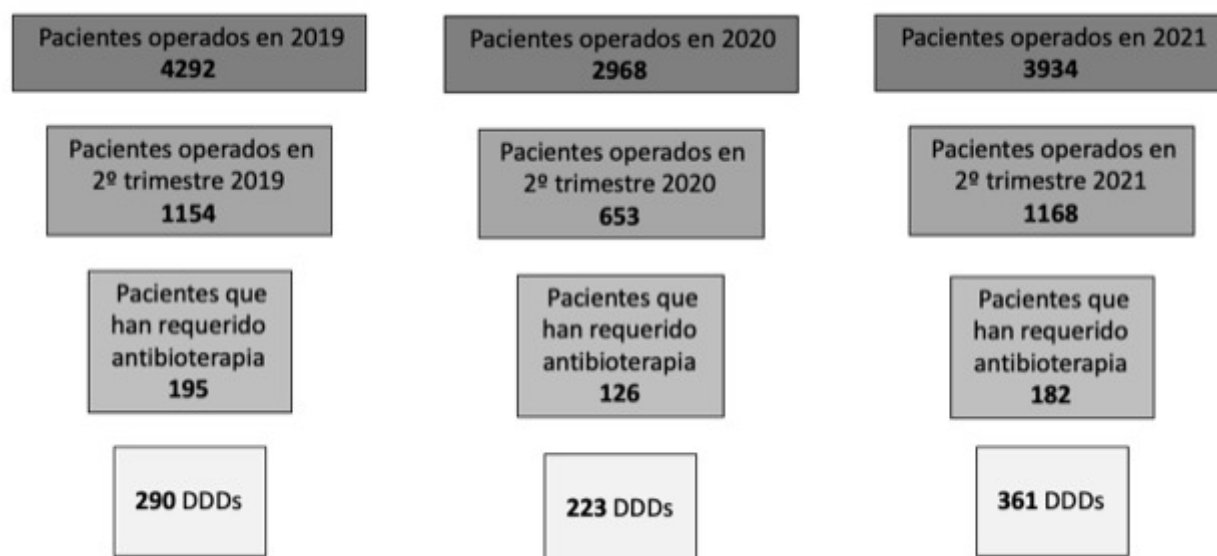 Pacientes operados en 2019
4292
Pacientes operados en
2º trimestre 2019
1154
Pacientes que
han requerido
antibioterapia
195
290 DDDs
Pacientes operados en 2020
2968
Pacientes operados en
2º trimestre 2020
653
Pacientes que
han requerido
antibioterapia
126
223 DDDs
Pacientes operados en 2021
3934
Pacientes operados en
2º trimestre 2021
1168
Pacientes que
han requerido
antibioterapia
182
361 DDDs